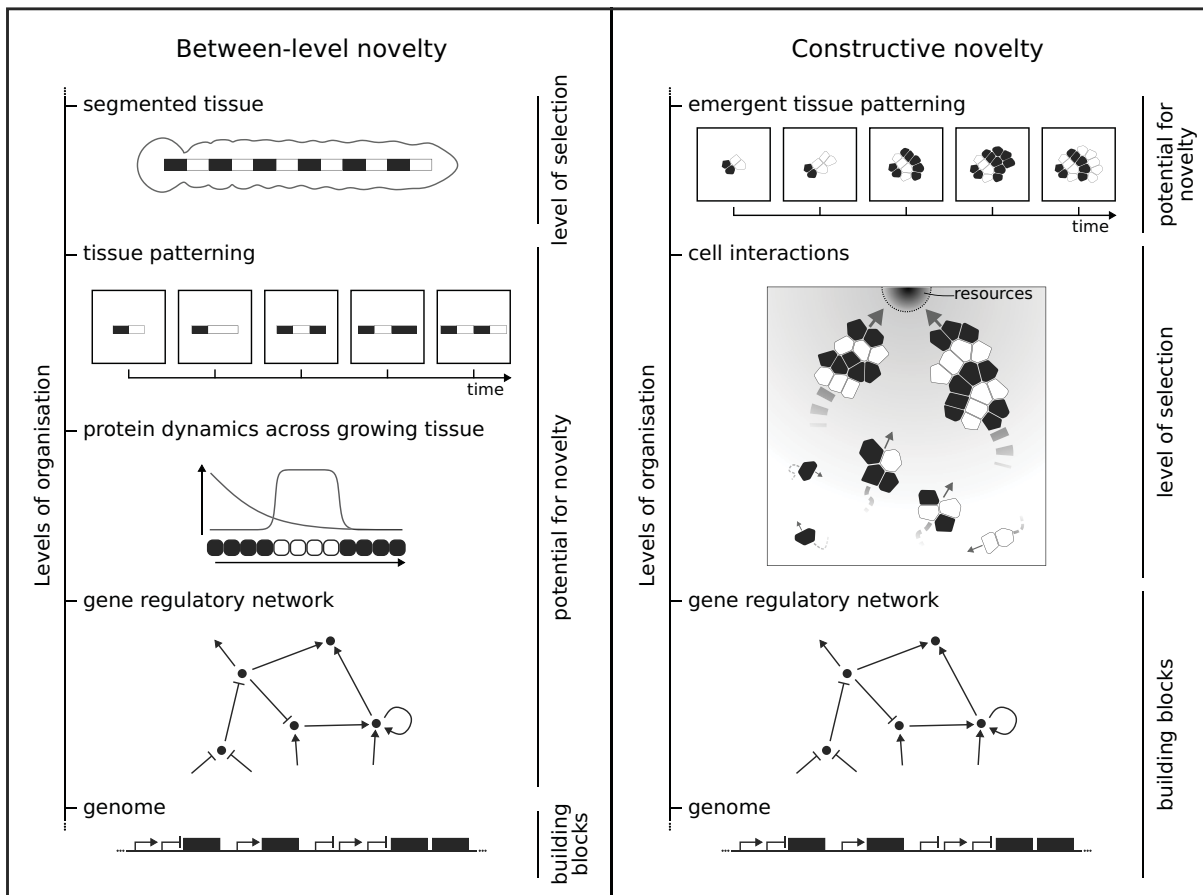 Between-level novelty
Levels of organisation
segmented tissue
level of selection
tissue patterning
time
protein dynamics across growing tissue
potential for novelty
gene regulatory network
genome
building
blocks
Constructive novelty
Levels of organisation
emergent tissue patterning
time
potential for
novelty
cell interactions
resources
level of selection
gene regulatory network
building blocks
genome